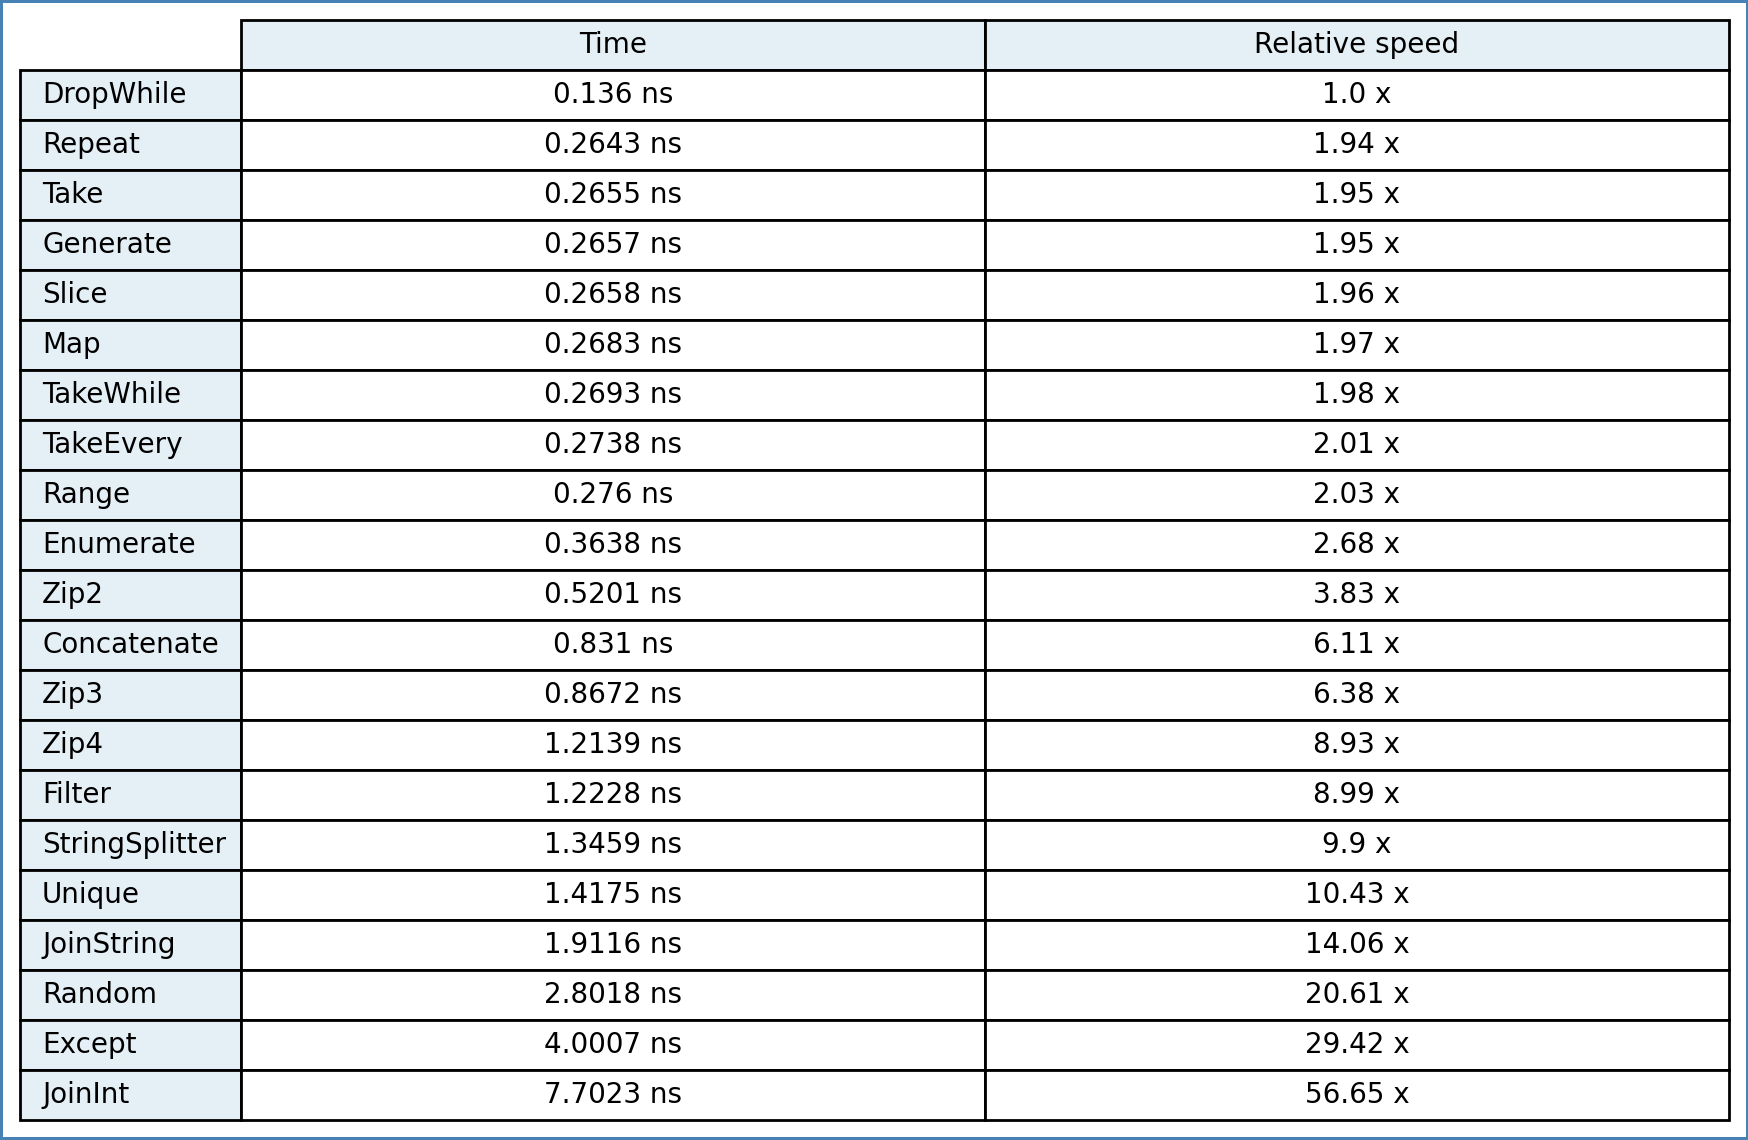 Time Relative speed
DropWhile 0.136 ns 1.0 x
Repeat 0.2643 ns 1.94 x
Take 0.2655 ns 1.95 x
Generate 0.2657 ns 1.95 x
Slice 0.2658 ns 1.96 x
Map 0.2683 ns 1.97 x
TakeWhile 0.2693 ns 1.98 x
TakeEvery 0.2738 ns 2.01 x
Range 0.276 ns 2.03 x
Enumerate 0.3638 ns 2.68 x
Zip2 0.5201 ns 3.83 x
Concatenate 0.831 ns 6.11 x
Zip3 0.8672 ns 6.38 x
Zip4 1.2139 ns 8.93 x
Filter 1.2228 ns 8.99 x
StringSplitter 1.3459 ns 9.9 x
Unique 1.4175 ns 10.43 x
JoinString 1.9116 ns 14.06 x
Random 2.8018 ns 20.61 x
Except 4.0007 ns 29.42 x
JoinInt 7.7023 ns 56.65 x